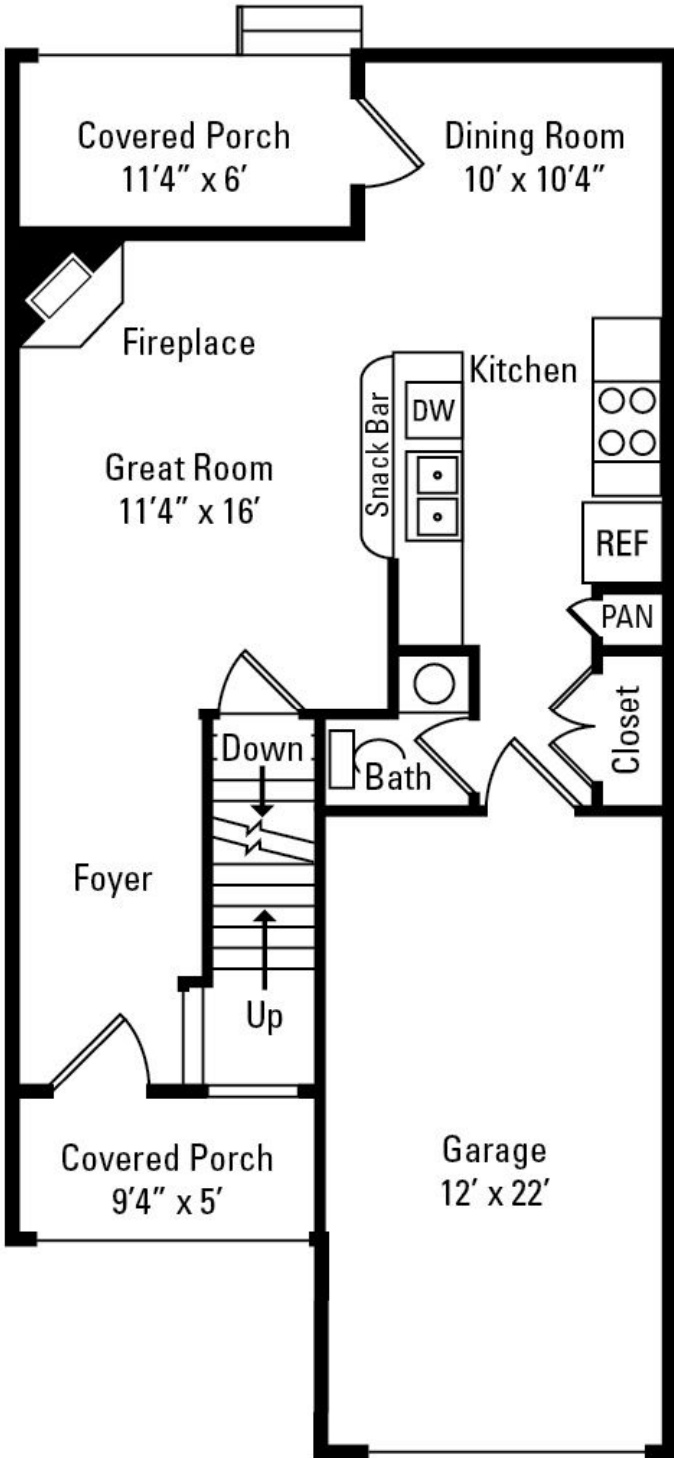 Covered Porch
11′4″ x 6′
Dining Room
10′ x 10′4″
Fireplace
Kitchen
DW
Snack Bar
Great Room
11′4″ x 16′
REF
PAN
Closet
Down
Bath
Foyer
Up
Covered Porch
9′4″ x 5′
Garage
12′ x 22′